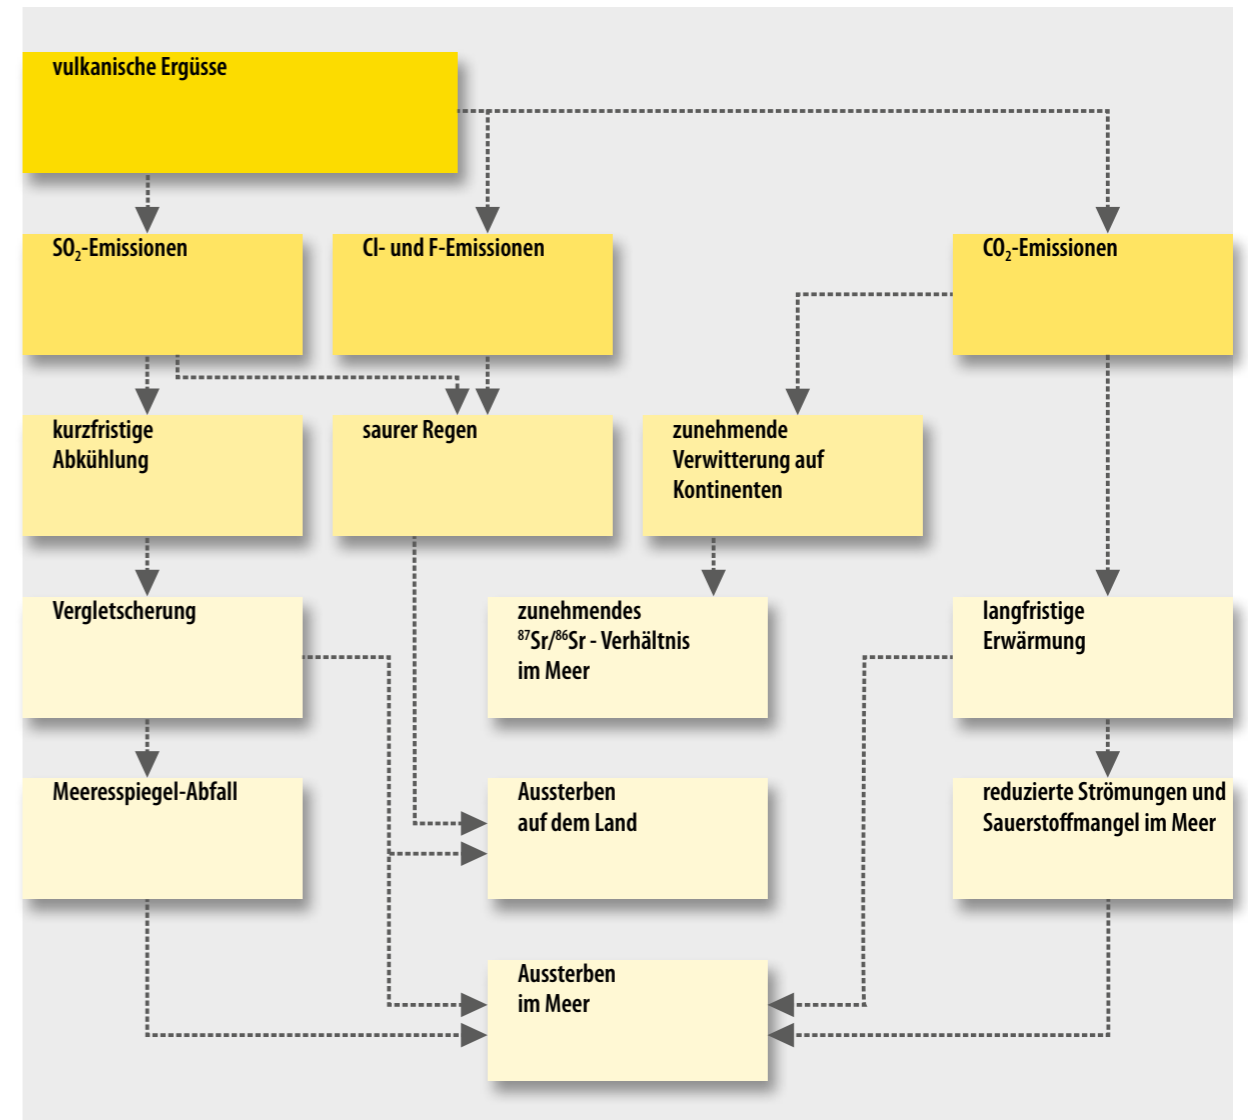 vulkanische Ergüsse
SO₂-Emissionen
Cl- und F-Emissionen
CO₂-Emissionen
kurzfristige
Abkühlung
saurer Regen
zunehmende
Verwitterung auf
Kontinenten
Vergletscherung
zunehmendes
⁸⁷Sr/⁸⁶Sr - Verhältnis
im Meer
langfristige
Erwärmung
Meeresspiegel-Abfall
Aussterben
auf dem Land
reduzierte Strömungen und
Sauerstoffmangel im Meer
Aussterben
im Meer